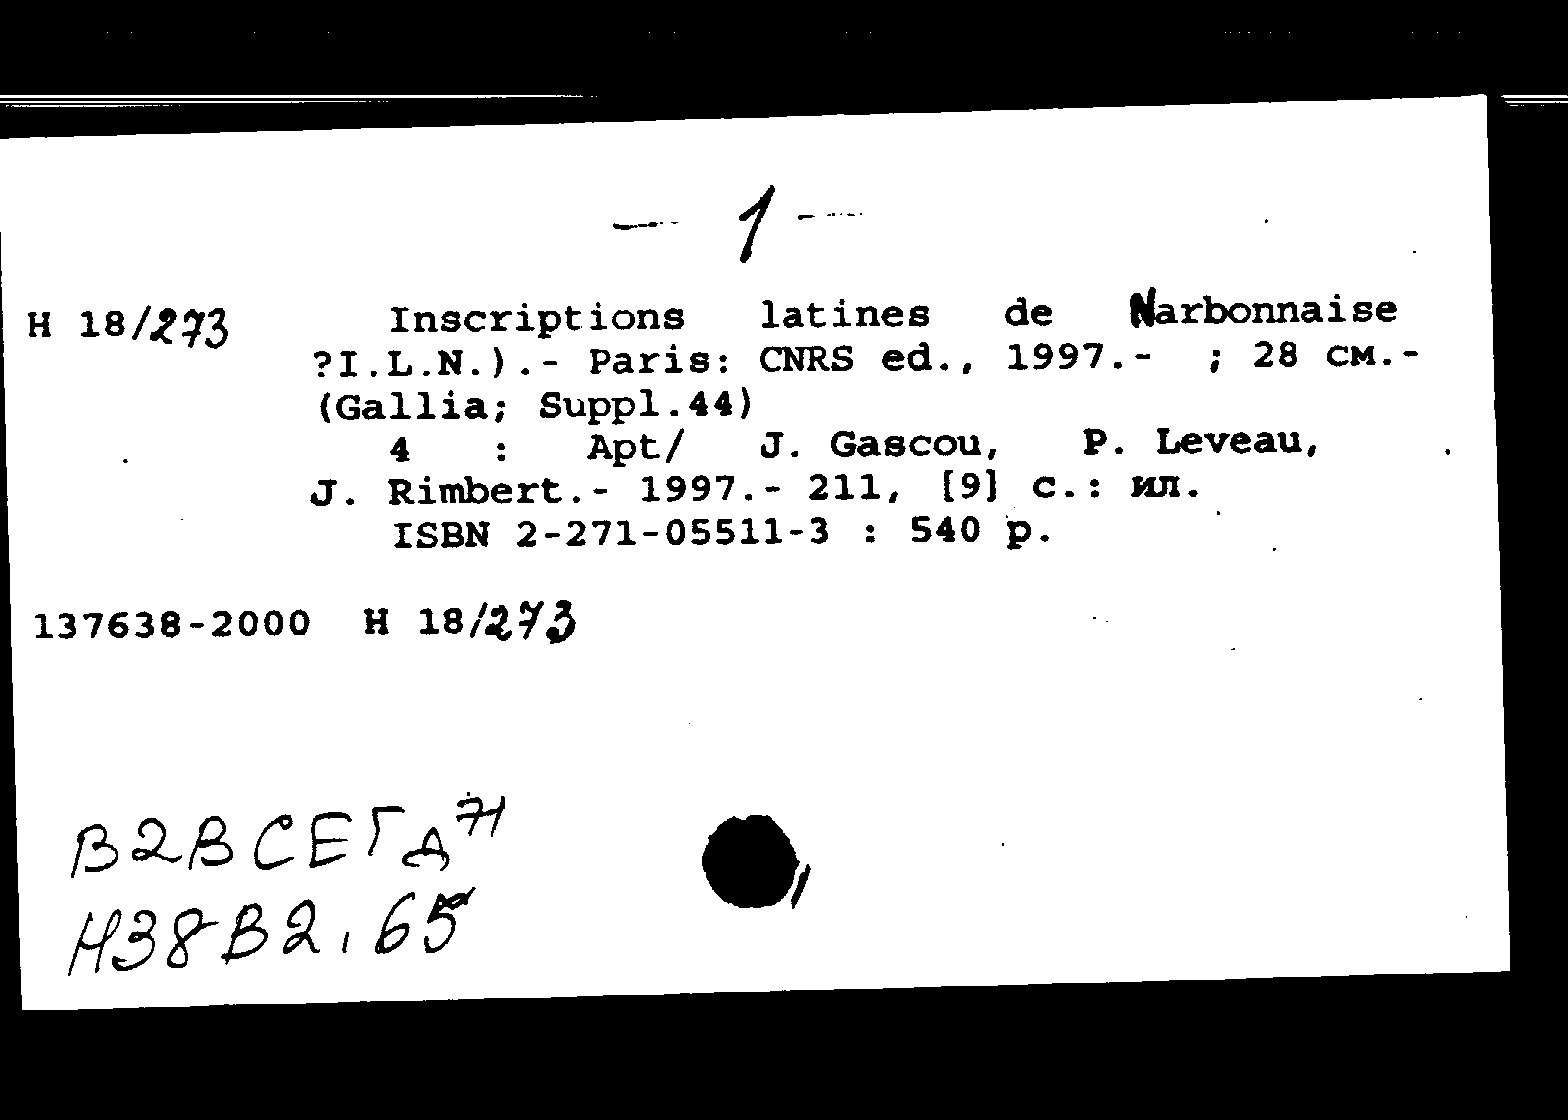 — 1 —
Н 18/273 Inscriptions latines de Narbonnaise
?I.L.N.).- Paris: CNRS ed., 1997.- ; 28 см.-
(Gallia; Suppl.44)
4 : Apt/ J. Gascou, P. Leveau,
J. Rimbert.- 1997.- 211, [9] с.: ил.
ISBN 2-271-05511-3 : 540 р.
137638-2000 Н 18/273
В2ВСЕГД71
Н38В2,65